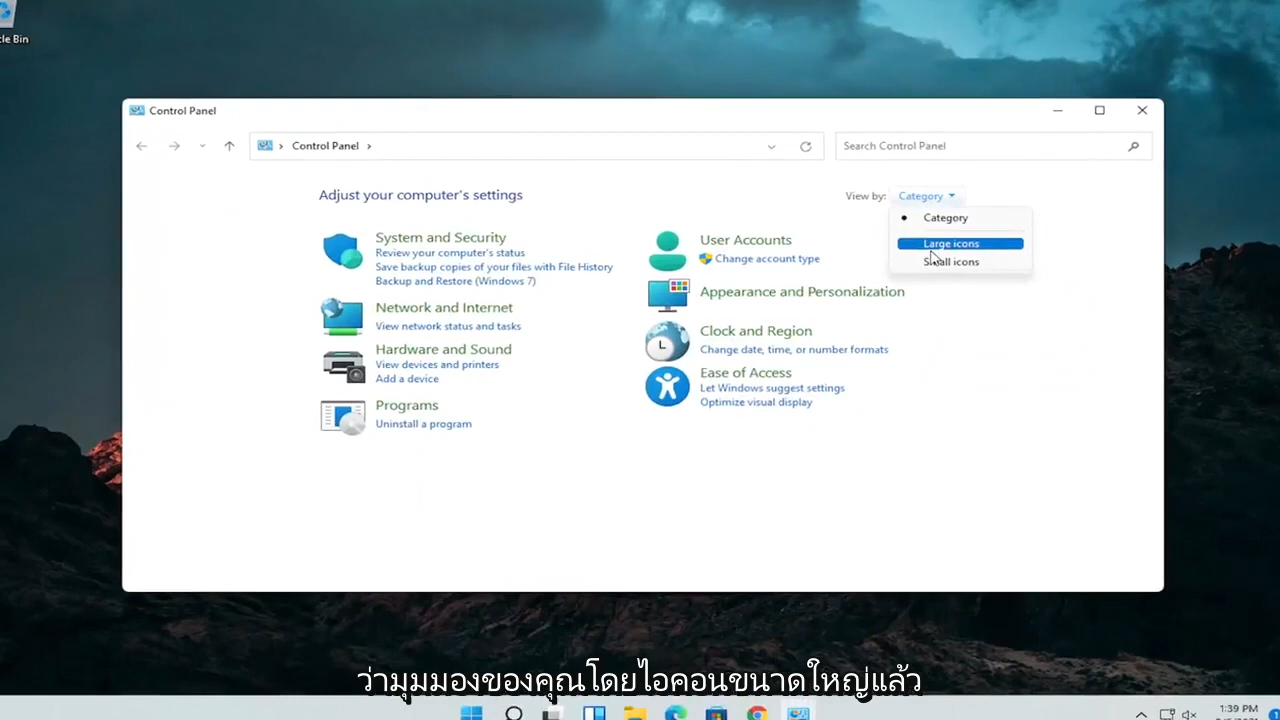 cle Bin
Control Panel
Control Panel
Search Control Panel
Adjust your computer's settings
View by: Category
Category
Large icons
Small icons
System and Security
Review your computer's status
Save backup copies of your files with File History
Backup and Restore (Windows 7)
Network and Internet
View network status and tasks
Hardware and Sound
View devices and printers
Add a device
Programs
Uninstall a program
User Accounts
Change account type
Appearance and Personalization
Clock and Region
Change date, time, or number formats
Ease of Access
Let Windows suggest settings
Optimize visual display
ว่ามุมมองของคุณโดยไอคอนขนาดใหญ่แล้ว
1:39 PM